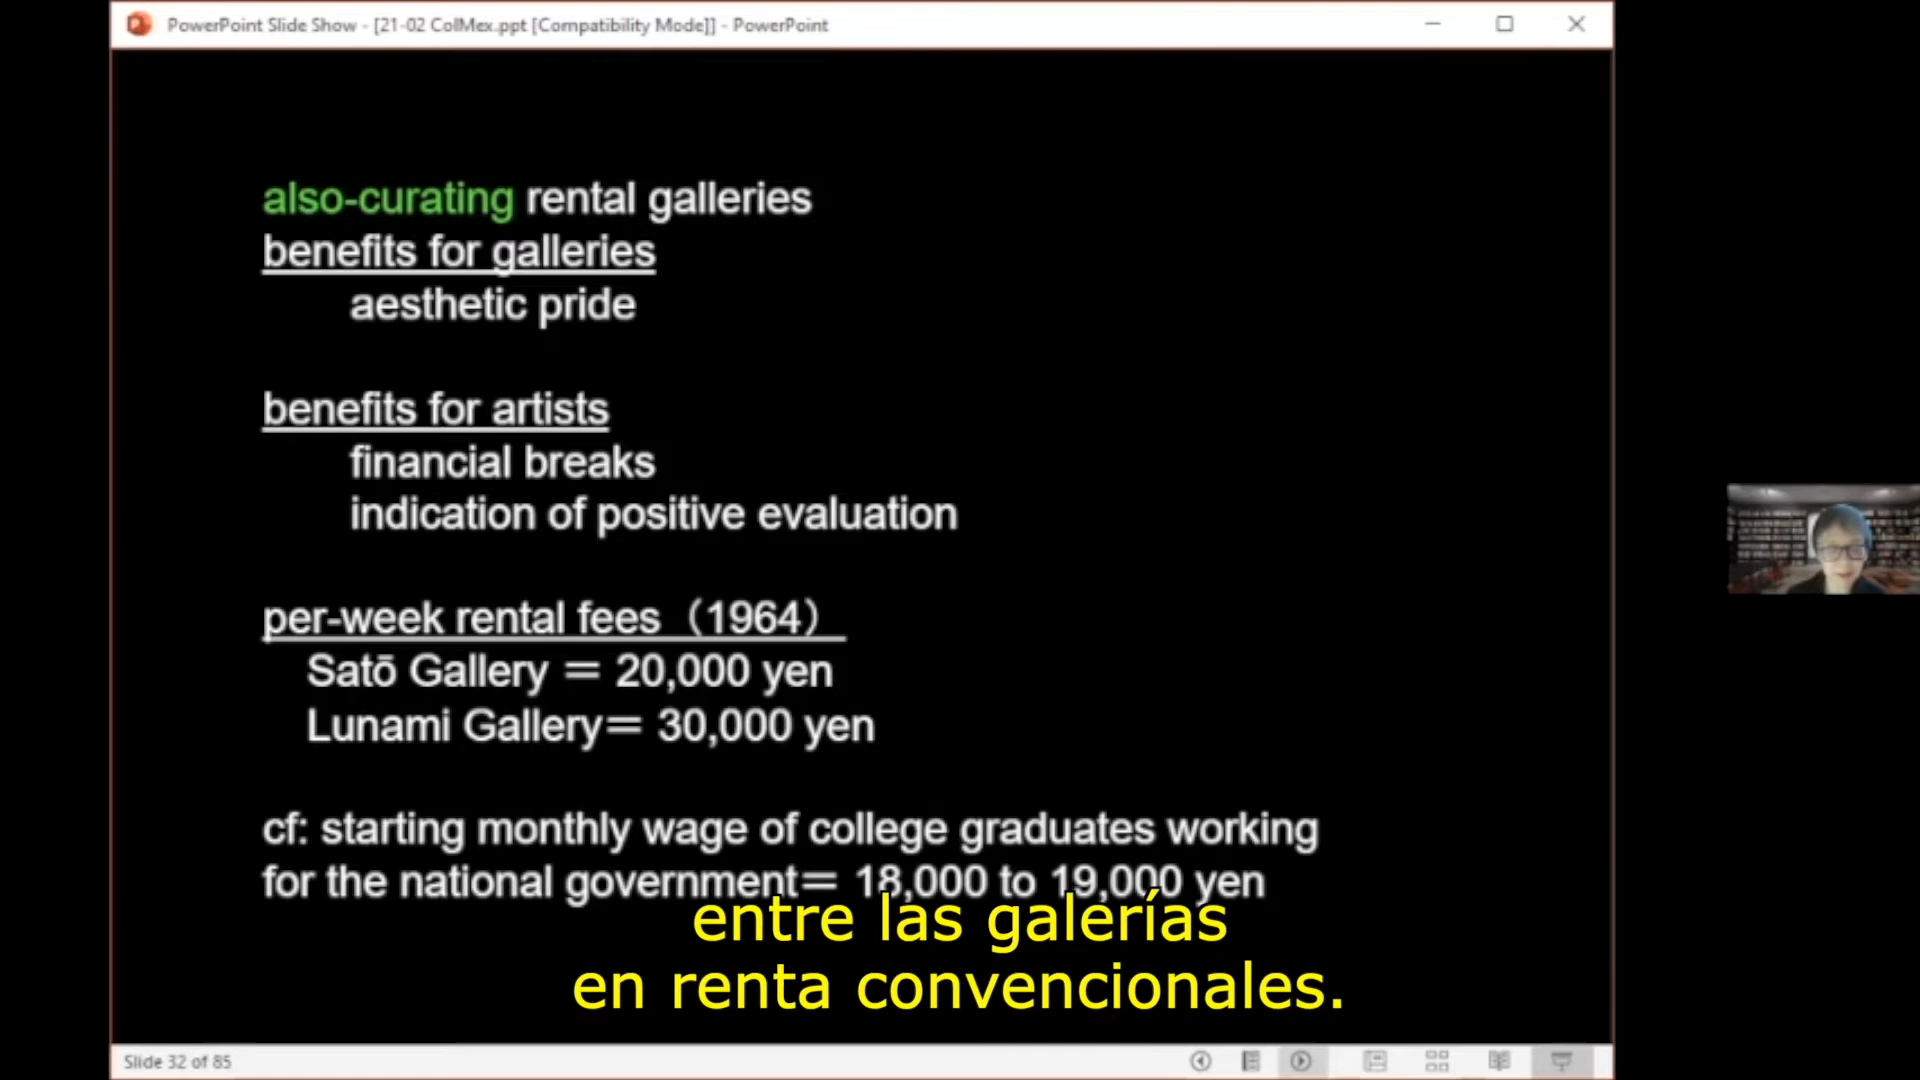 PowerPoint Slide Show - [21-02 ColMex.ppt [Compatibility Mode]] - PowerPoint
also-curating rental galleries
benefits for galleries
aesthetic pride
benefits for artists
financial breaks
indication of positive evaluation
per-week rental fees（1964）
Satō Gallery ＝ 20,000 yen
Lunami Gallery＝ 30,000 yen
cf: starting monthly wage of college graduates working
for the national government＝ 18,000 to 19,000 yen
entre las galerías
en renta convencionales.
Slide 32 of 85